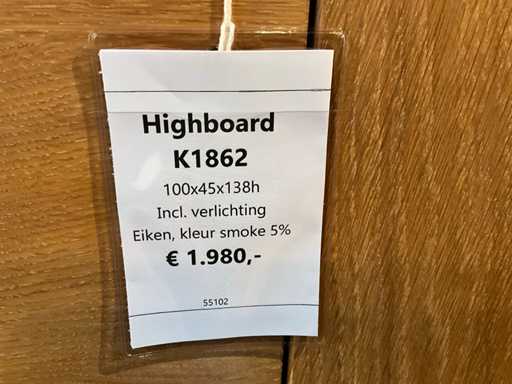 Highboard
K1862
100x45x138h
Incl. verlichting
Eiken, kleur smoke 5%
€ 1.980,-
55102